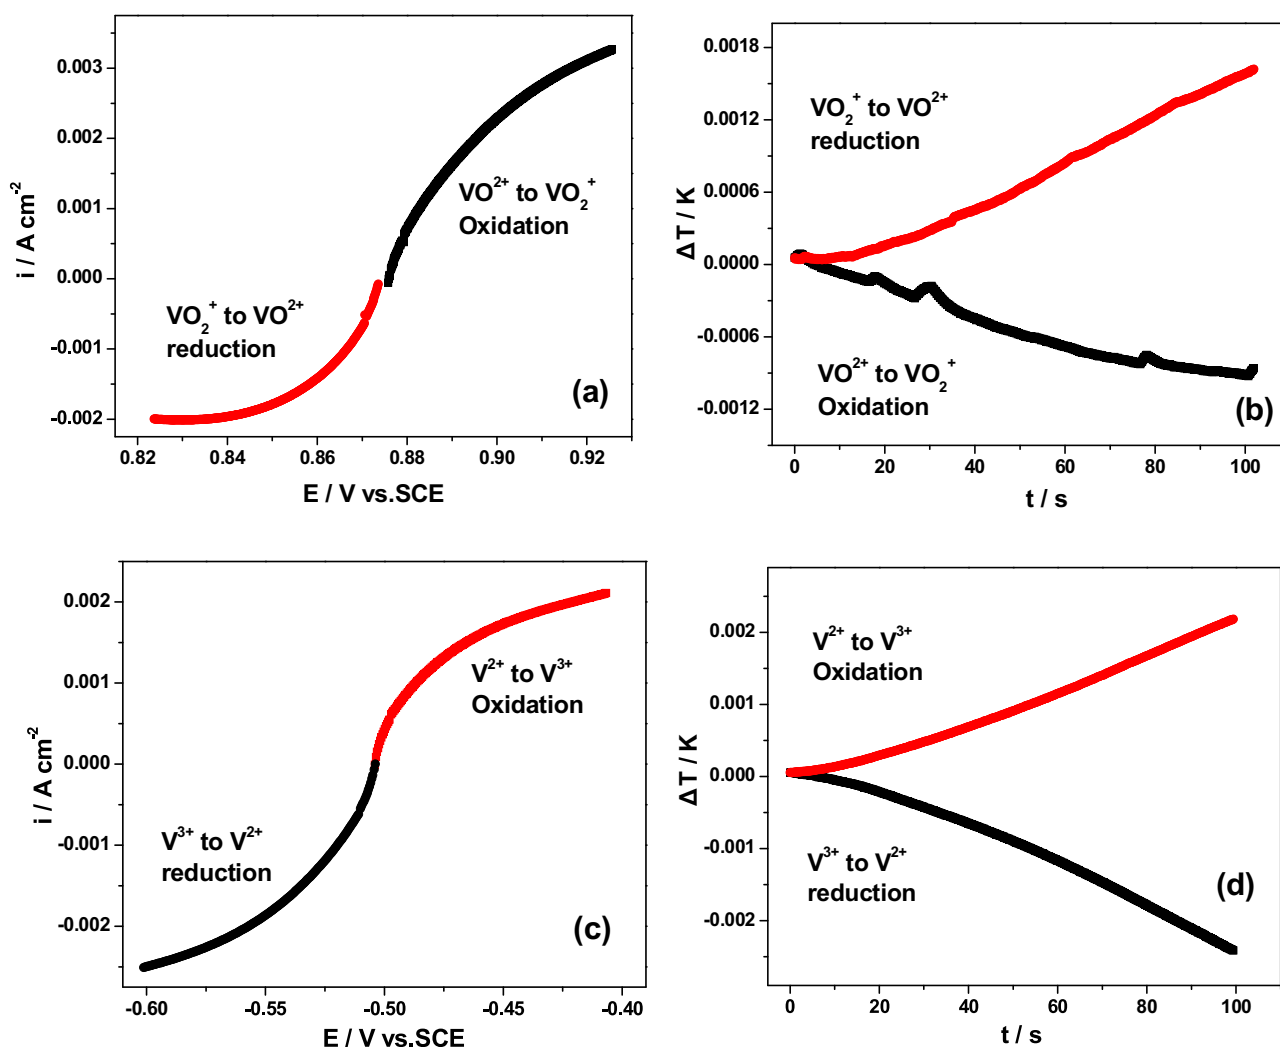 0.003
0.002
0.001
0.000
-0.001
-0.002
i / A cm⁻²
VO²⁺ to VO₂⁺
Oxidation
VO₂⁺ to VO²⁺
reduction
(a)
0.82 0.84 0.86 0.88 0.90 0.92
E / V vs.SCE
0.0018
0.0012
0.0006
0.0000
-0.0006
-0.0012
ΔT / K
VO₂⁺ to VO²⁺
reduction
VO²⁺ to VO₂⁺
Oxidation
(b)
0 20 40 60 80 100
t / s
0.002
0.001
0.000
-0.001
-0.002
i / A cm⁻²
V²⁺ to V³⁺
Oxidation
V³⁺ to V²⁺
reduction
(c)
-0.60 -0.55 -0.50 -0.45 -0.40
E / V vs.SCE
0.002
0.001
0.000
-0.001
-0.002
ΔT / K
V²⁺ to V³⁺
Oxidation
V³⁺ to V²⁺
reduction
(d)
0 20 40 60 80 100
t / s